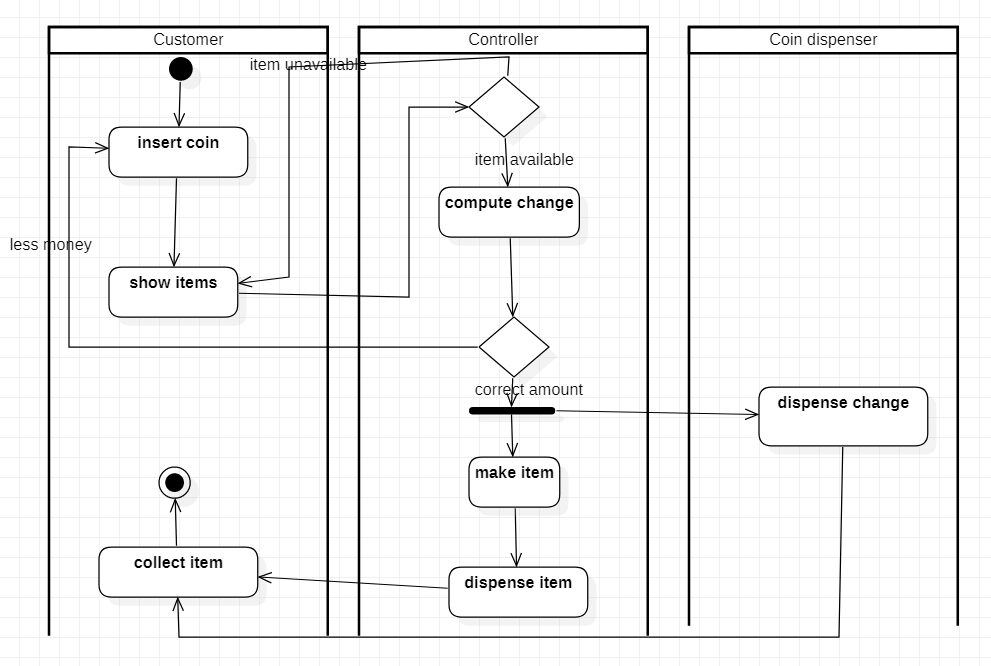 Customer
Controller
Coin dispenser
item unavailable
insert coin
item available
compute change
less money
show items
correct amount
dispense change
make item
collect item
dispense item